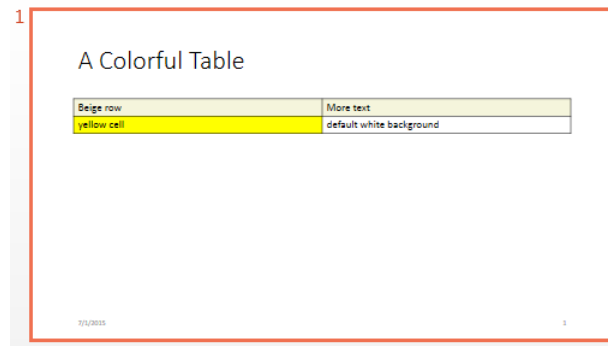 1
A Colorful Table
Beige row More text
yellow cell default white background
7/1/2015 1